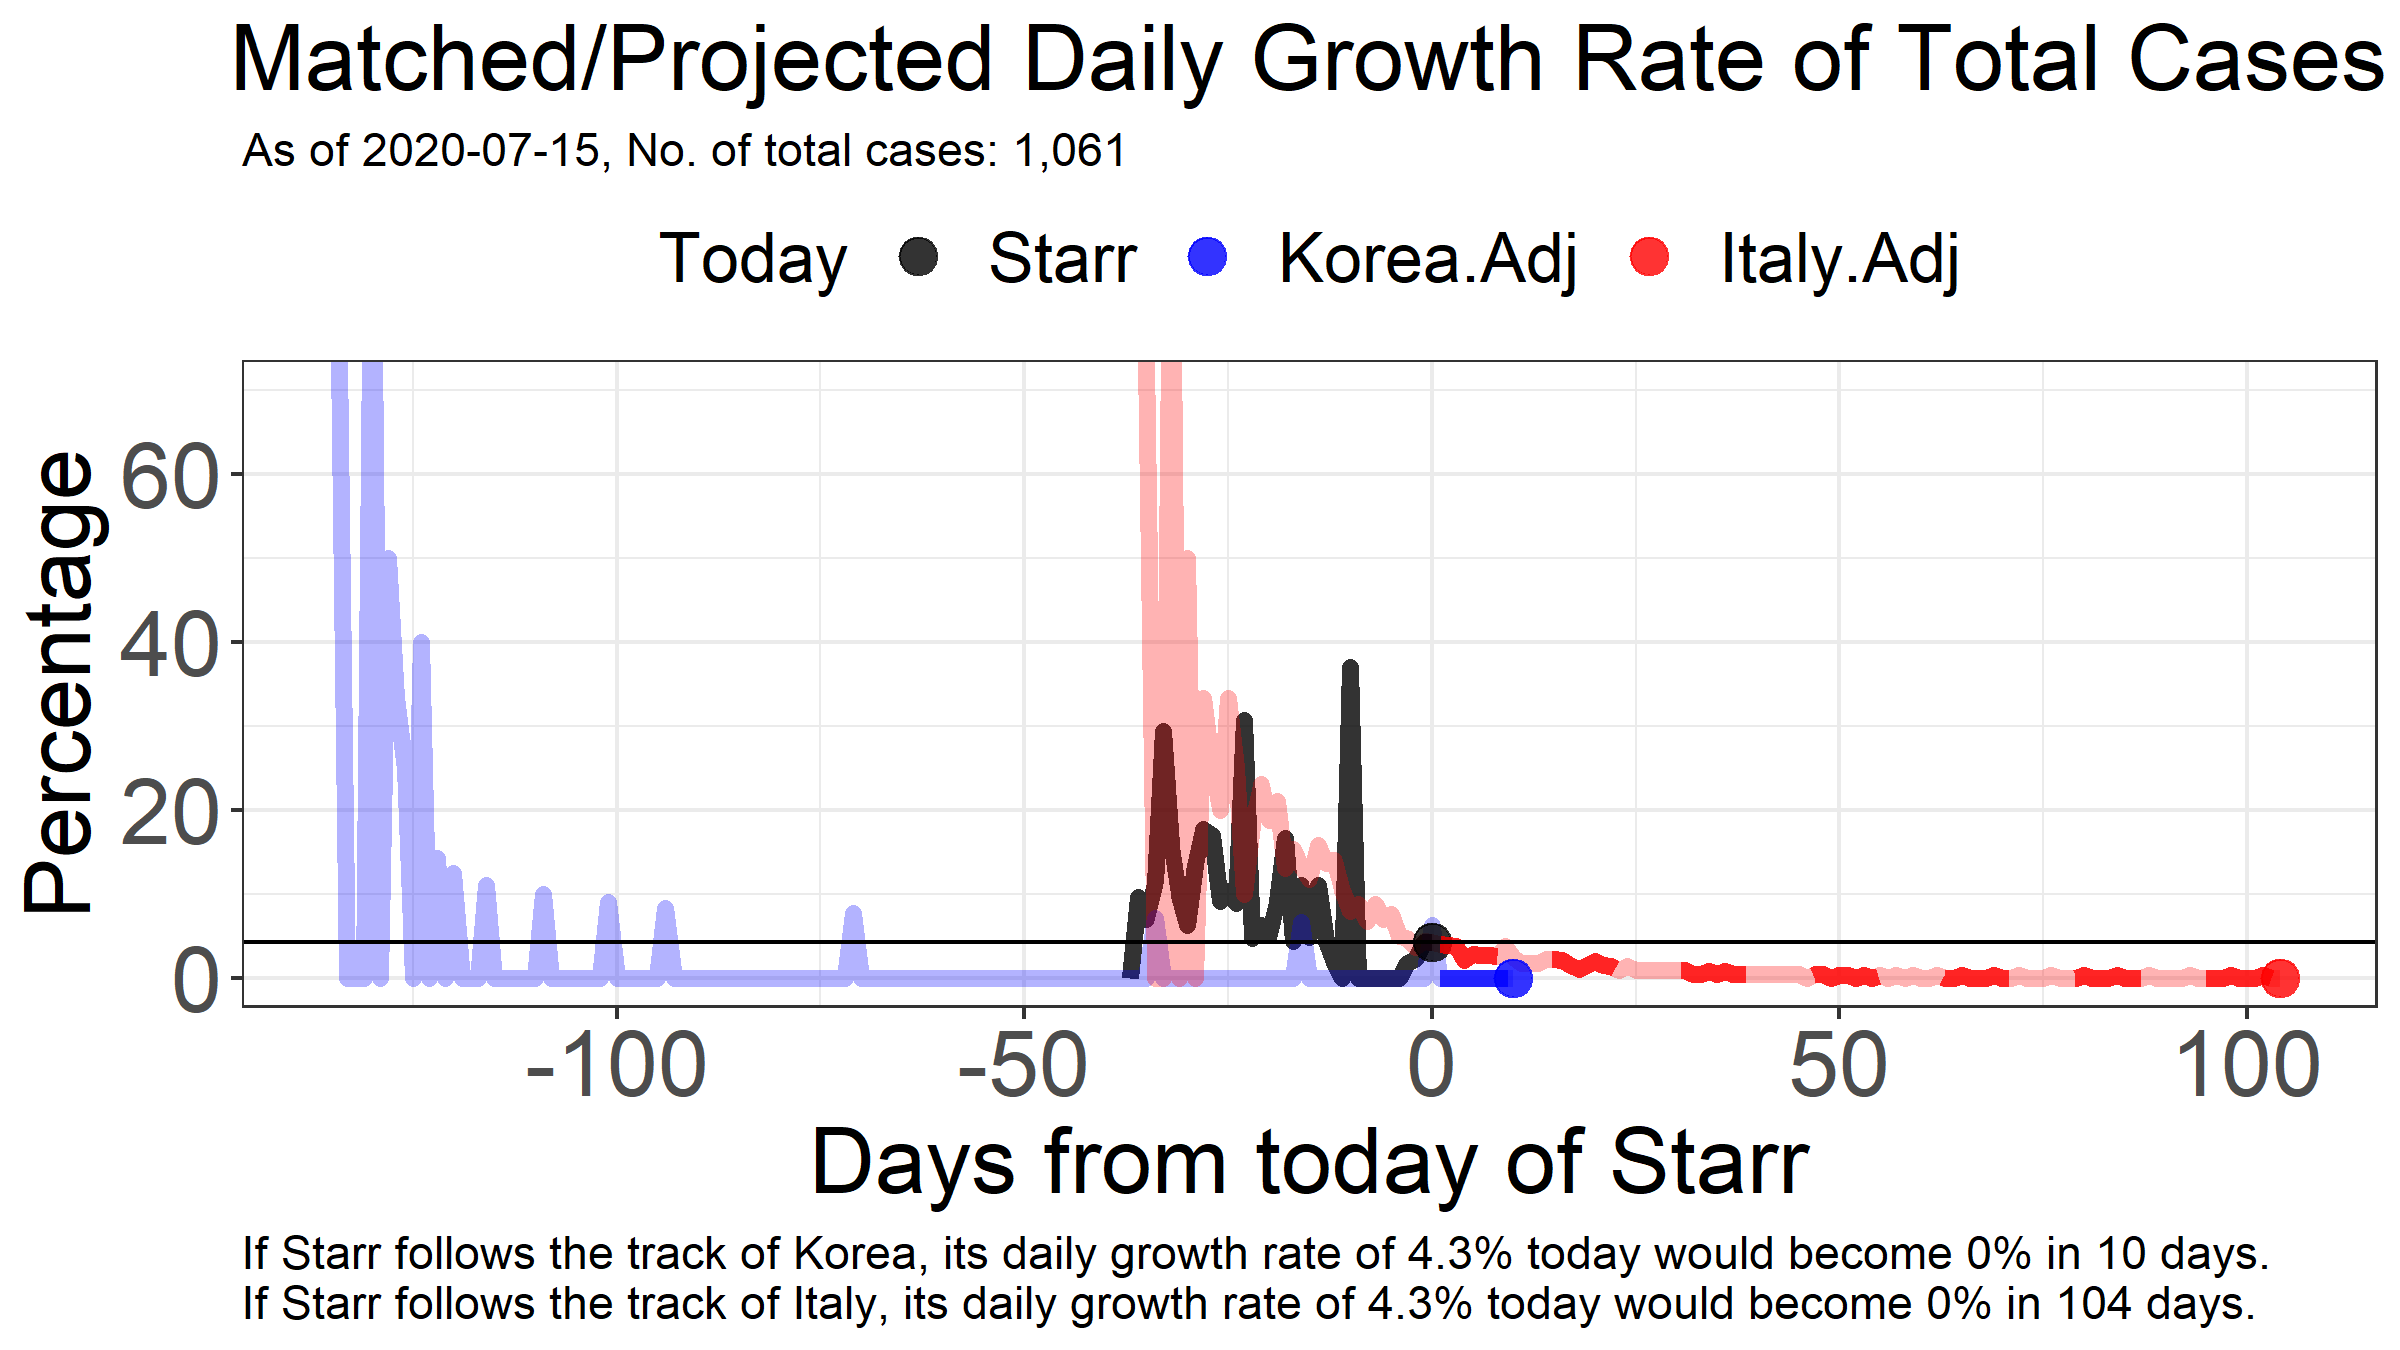 Matched/Projected Daily Growth Rate of Total Cases
As of 2020-07-15, No. of total cases: 1,061
Today Starr Korea.Adj Italy.Adj
Percentage
60
40
20
0
-100 -50 0 50 100
Days from today of Starr
If Starr follows the track of Korea, its daily growth rate of 4.3% today would become 0% in 10 days.
If Starr follows the track of Italy, its daily growth rate of 4.3% today would become 0% in 104 days.